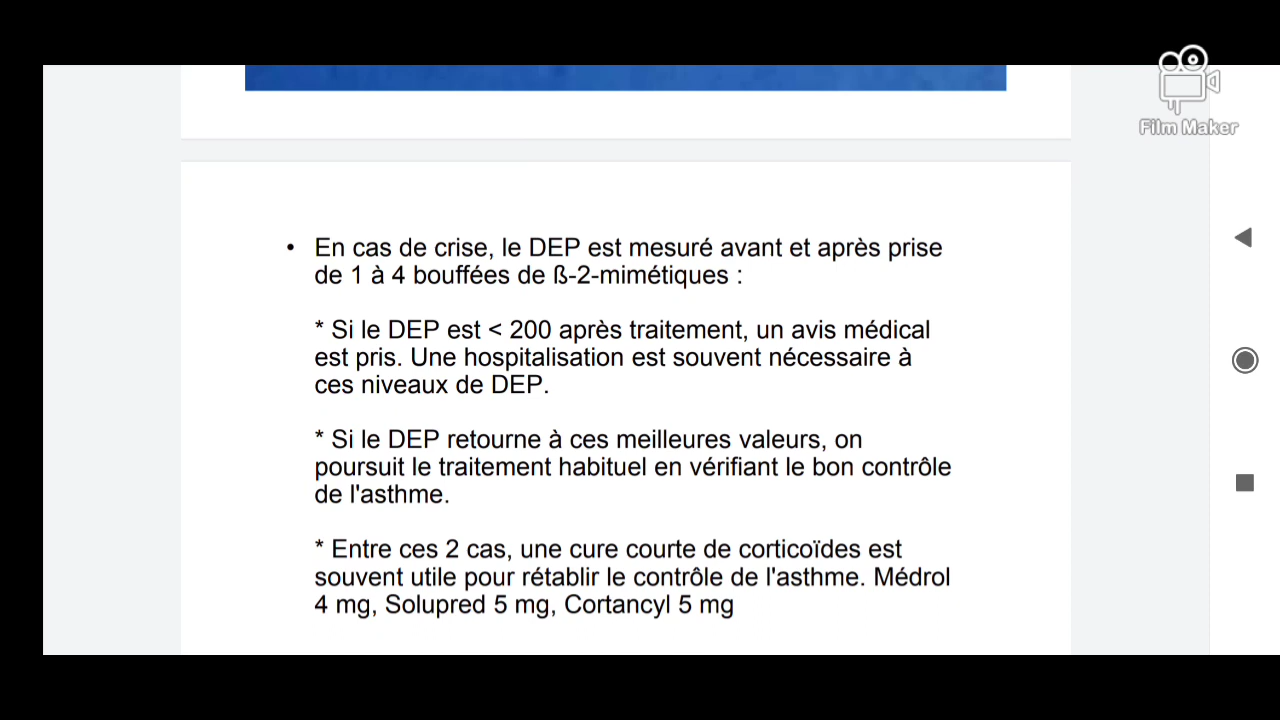 Film Maker
• En cas de crise, le DEP est mesuré avant et après prise
de 1 à 4 bouffées de ß-2-mimétiques :
* Si le DEP est < 200 après traitement, un avis médical
est pris. Une hospitalisation est souvent nécessaire à
ces niveaux de DEP.
* Si le DEP retourne à ces meilleures valeurs, on
poursuit le traitement habituel en vérifiant le bon contrôle
de l'asthme.
* Entre ces 2 cas, une cure courte de corticoïdes est
souvent utile pour rétablir le contrôle de l'asthme. Médrol
4 mg, Solupred 5 mg, Cortancyl 5 mg